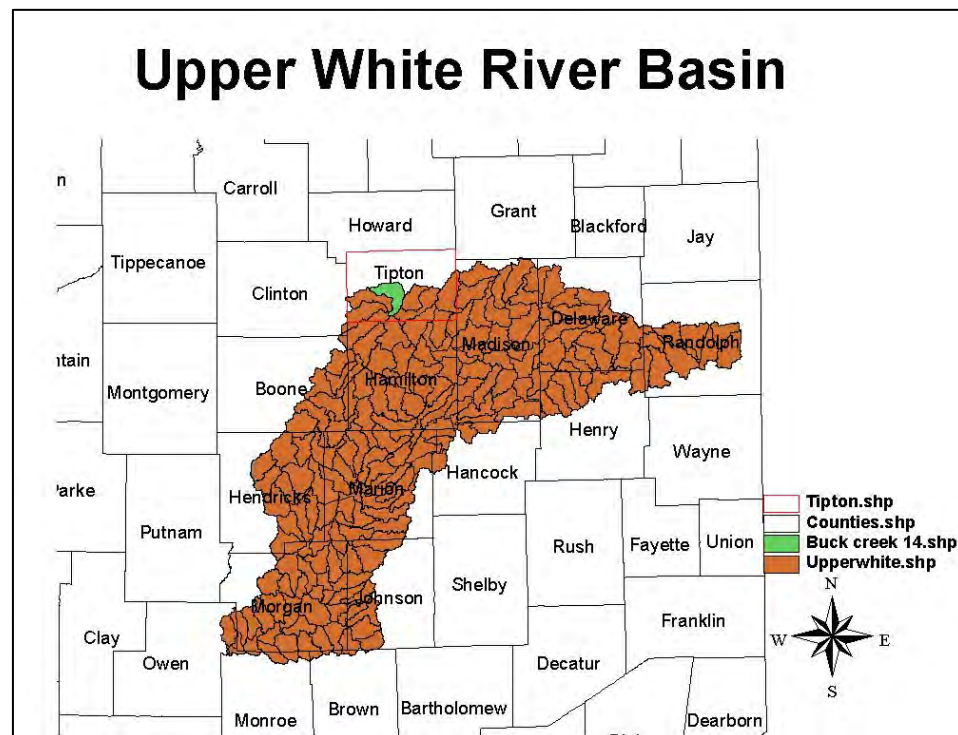 Upper White River Basin
n
Carroll
Grant
Howard
Blackford
Jay
Tippecanoe
Tipton
Clinton
Delaware
Madison
Randolph
ntain
Hamilton
Boone
Montgomery
Henry
Wayne
Hancock
Marion
Hendricks
Parke
Putnam
Tipton.shp
Counties.shp
Buck creek 14.shp
Upperwhite.shp
Rush
Fayette
Union
Shelby
Johnson
Morgan
Franklin
Clay
Owen
Decatur
Monroe
Brown
Bartholomew
Dearborn
N
W
E
S